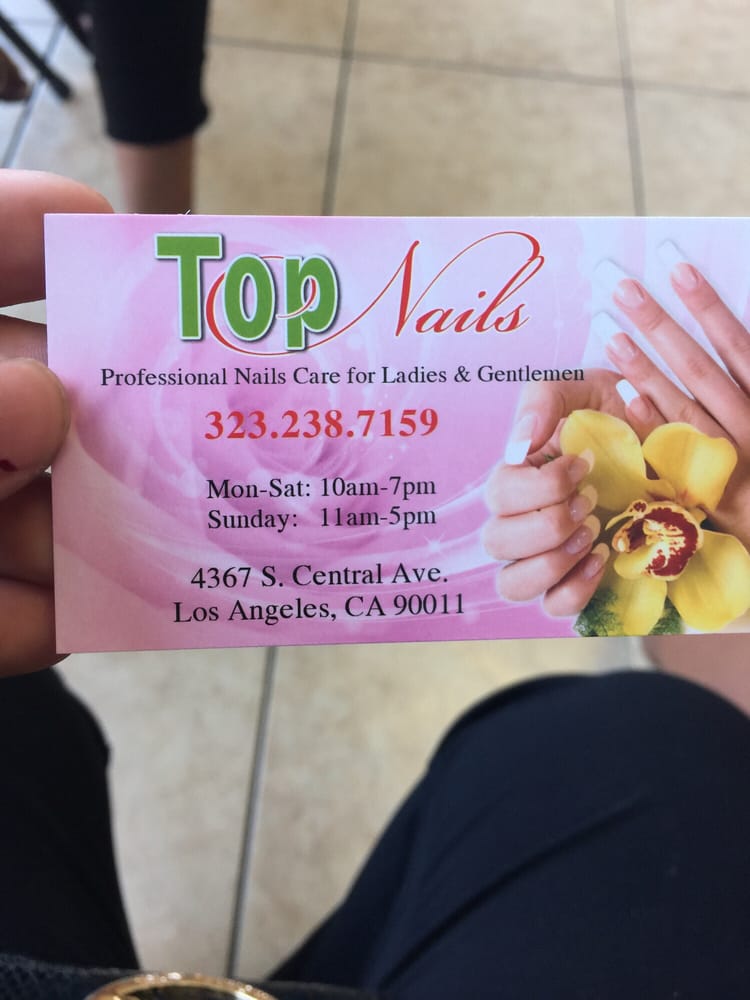 Top Nails
Professional Nails Care for Ladies & Gentlemen
323.238.7159
Mon-Sat: 10am-7pm
Sunday: 11am-5pm
4367 S. Central Ave.
Los Angeles, CA 90011